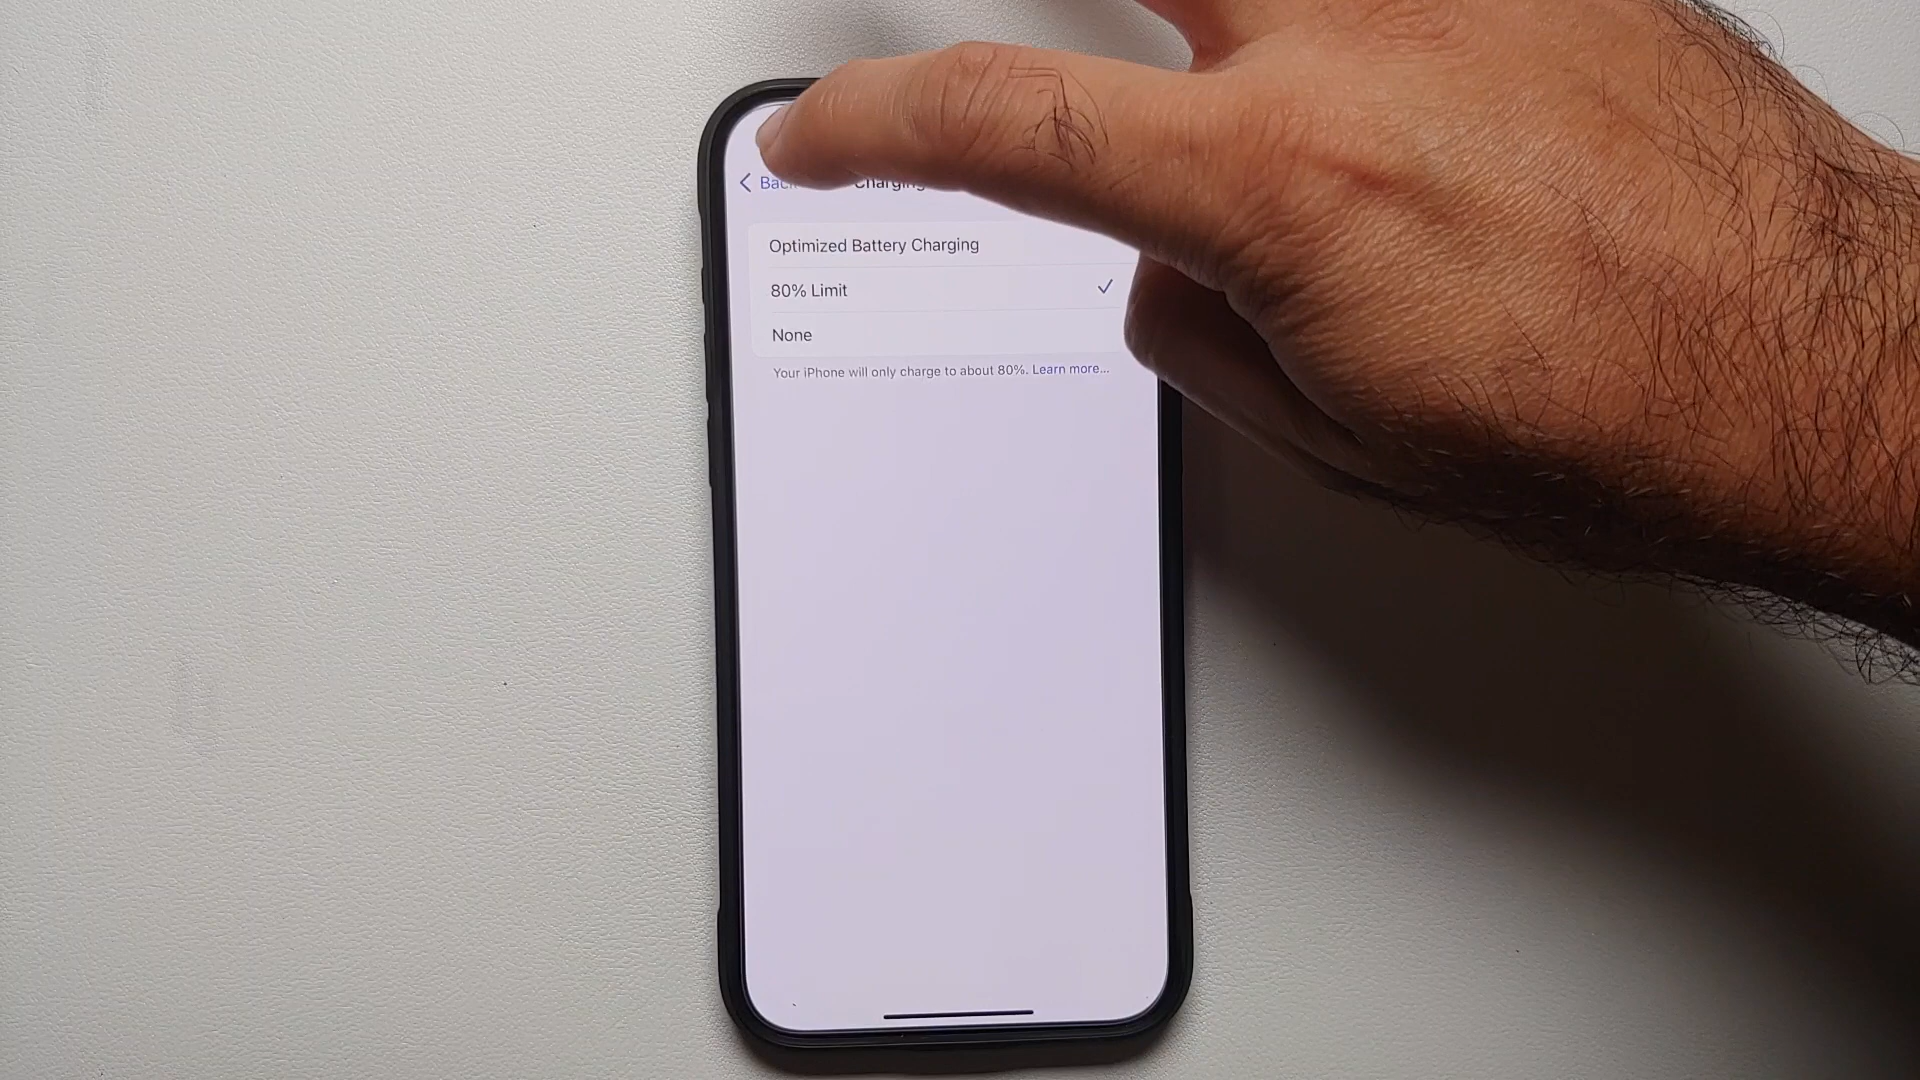 Back
Charging
Optimized Battery Charging
80% Limit
None
Your iPhone will only charge to about 80%. Learn more...